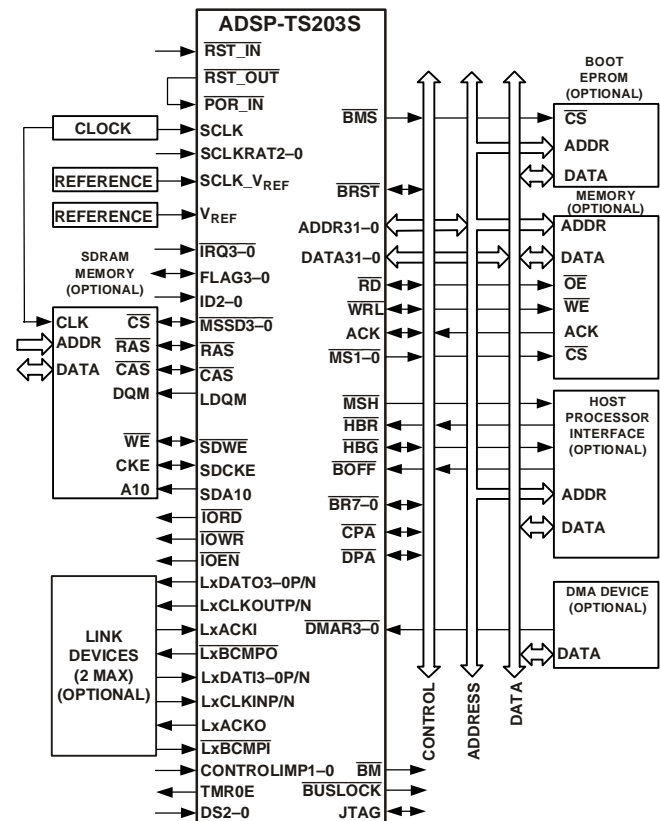 ADSP-TS203S
RST_IN
RST_OUT
POR_IN
CLOCK
SCLK
SCLKRAT2–0
REFERENCE
SCLK_VREF
REFERENCE
VREF
IRQ3–0
SDRAM
MEMORY
(OPTIONAL)
FLAG3–0
ID2–0
CLK
CS
MSSD3–0
ADDR
RAS
RAS
DATA
CAS
CAS
DQM
LDQM
WE
SDWE
CKE
SDCKE
A10
SDA10
IORD
IOWR
IOEN
LINK
DEVICES
(2 MAX)
(OPTIONAL)
LxDATO3–0P/N
LxCLKOUTP/N
LxACKI
LxBCMPO
LxDATI3–0P/N
LxCLKINP/N
LxACKO
LxBCMPI
CONTROLIMP1–0
TMR0E
DS2–0
BMS
BRST
ADDR31–0
DATA31–0
RD
WRL
ACK
MS1–0
MSH
HBR
HBG
BOFF
BR7–0
CPA
DPA
DMAR3–0
BM
BUSLOCK
JTAG
CONTROL
ADDRESS
DATA
BOOT
EPROM
(OPTIONAL)
CS
ADDR
DATA
MEMORY
(OPTIONAL)
ADDR
DATA
OE
WE
ACK
CS
HOST
PROCESSOR
INTERFACE
(OPTIONAL)
ADDR
DATA
DMA DEVICE
(OPTIONAL)
DATA